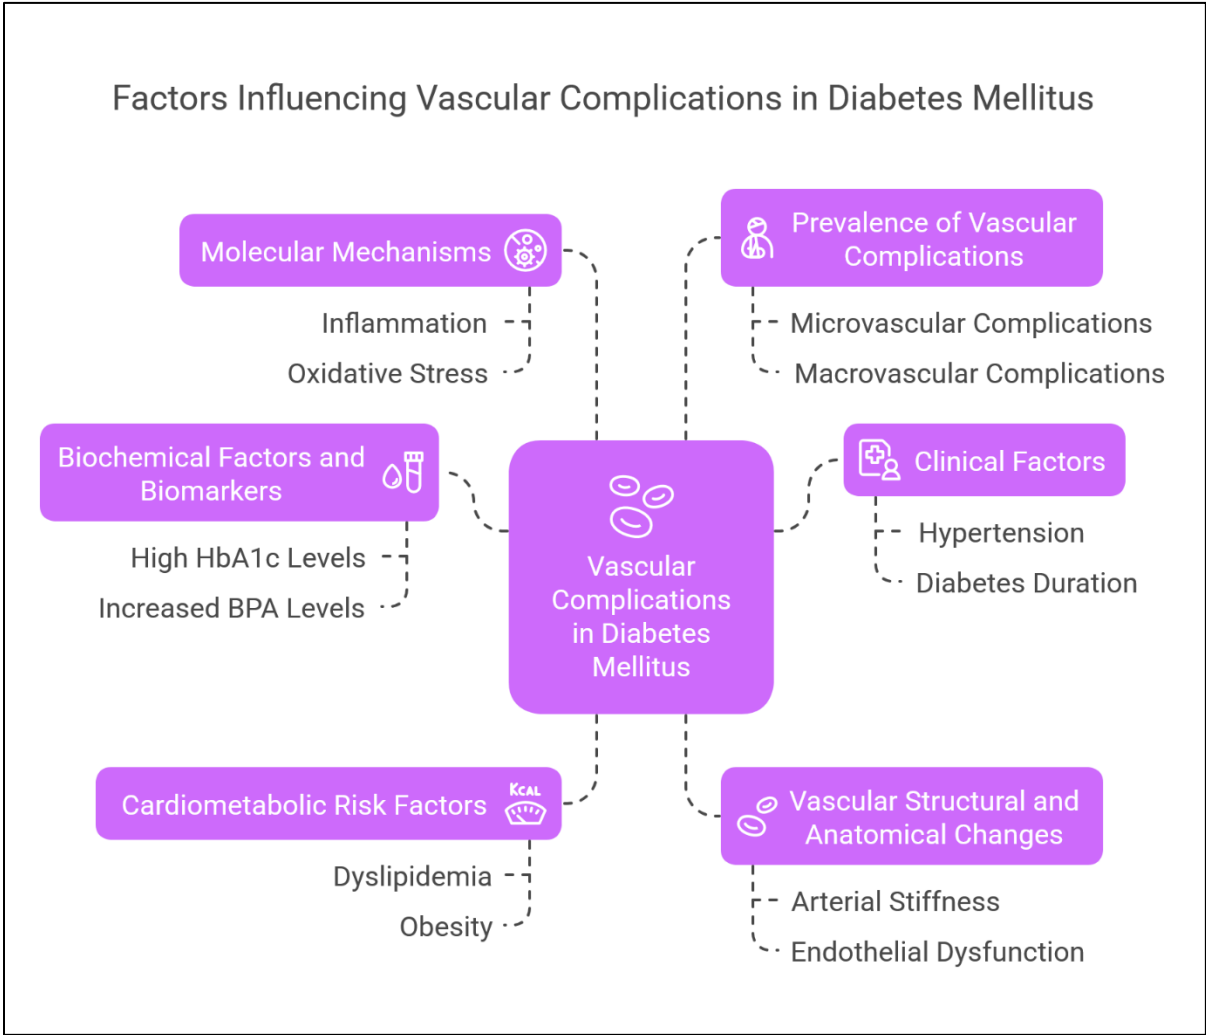 Factors Influencing Vascular Complications in Diabetes Mellitus
Molecular Mechanisms
Inflammation
Oxidative Stress
Prevalence of Vascular
Complications
Microvascular Complications
Macrovascular Complications
Biochemical Factors and
Biomarkers
High HbA1c Levels
Increased BPA Levels
Clinical Factors
Hypertension
Diabetes Duration
Vascular
Complications
in Diabetes
Mellitus
Cardiometabolic Risk Factors
KCAL
Dyslipidemia
Obesity
Vascular Structural and
Anatomical Changes
Arterial Stiffness
Endothelial Dysfunction